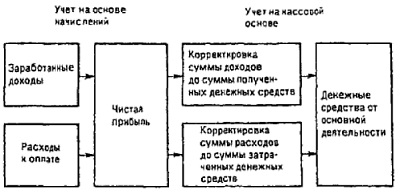 Учет на основе
начислений
Учет на кассовой
основе
Заработанные
доходы
Расходы
к оплате
Чистал
прибыль
Корректировка
суммы доходов
до суммы получен-
ных денежных средств
Корректировка
суммы расходов
до суммы затра-
ченных денежных
средств
Денежные
средства от
основной
деятельности